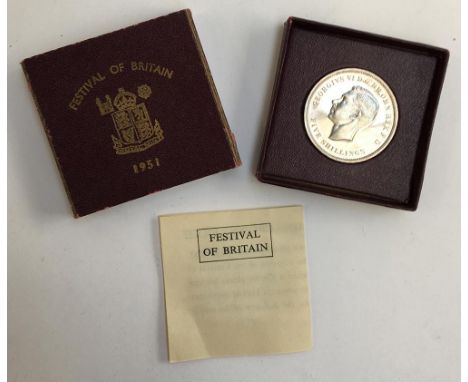 FESTIVAL OF BRITAIN
1951
GEORGIVS VI D:G:BR:OMN:REX F:D:
FIVE SHILLINGS
FESTIVAL
OF BRITAIN